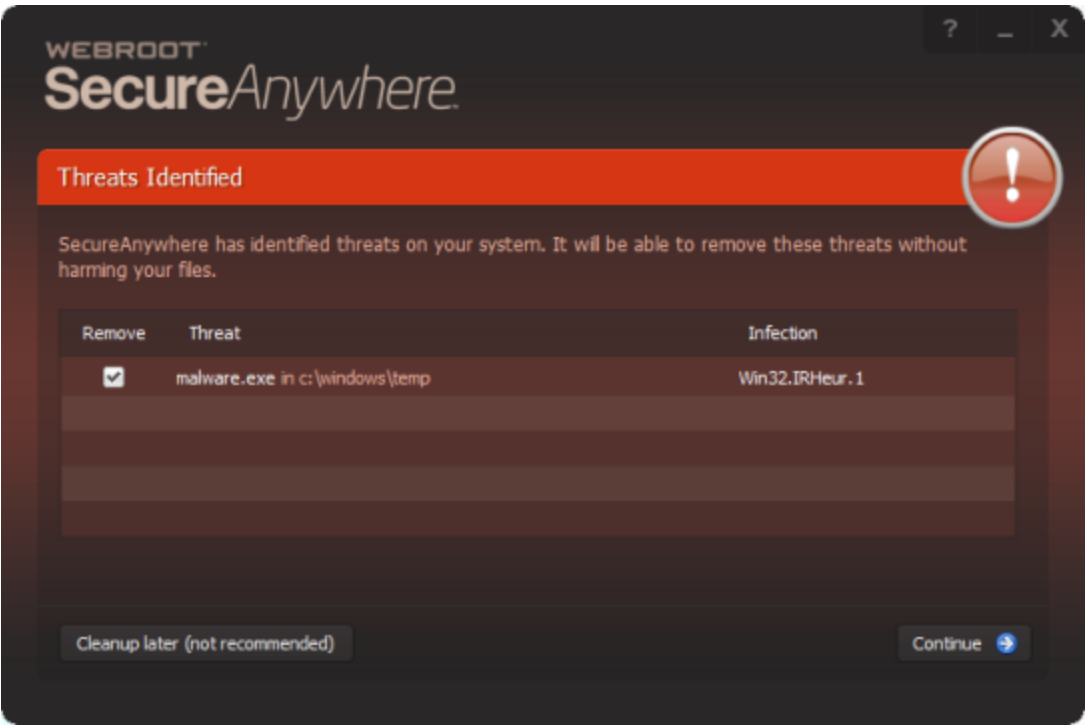 ? _ X
WEBROOT
SecureAnywhere
Threats Identified
SecureAnywhere has identified threats on your system. It will be able to remove these threats without
harming your files.
Remove Threat Infection
malware.exe in c:\windows\temp Win32.IRHeur.1
Cleanup later (not recommended) Continue